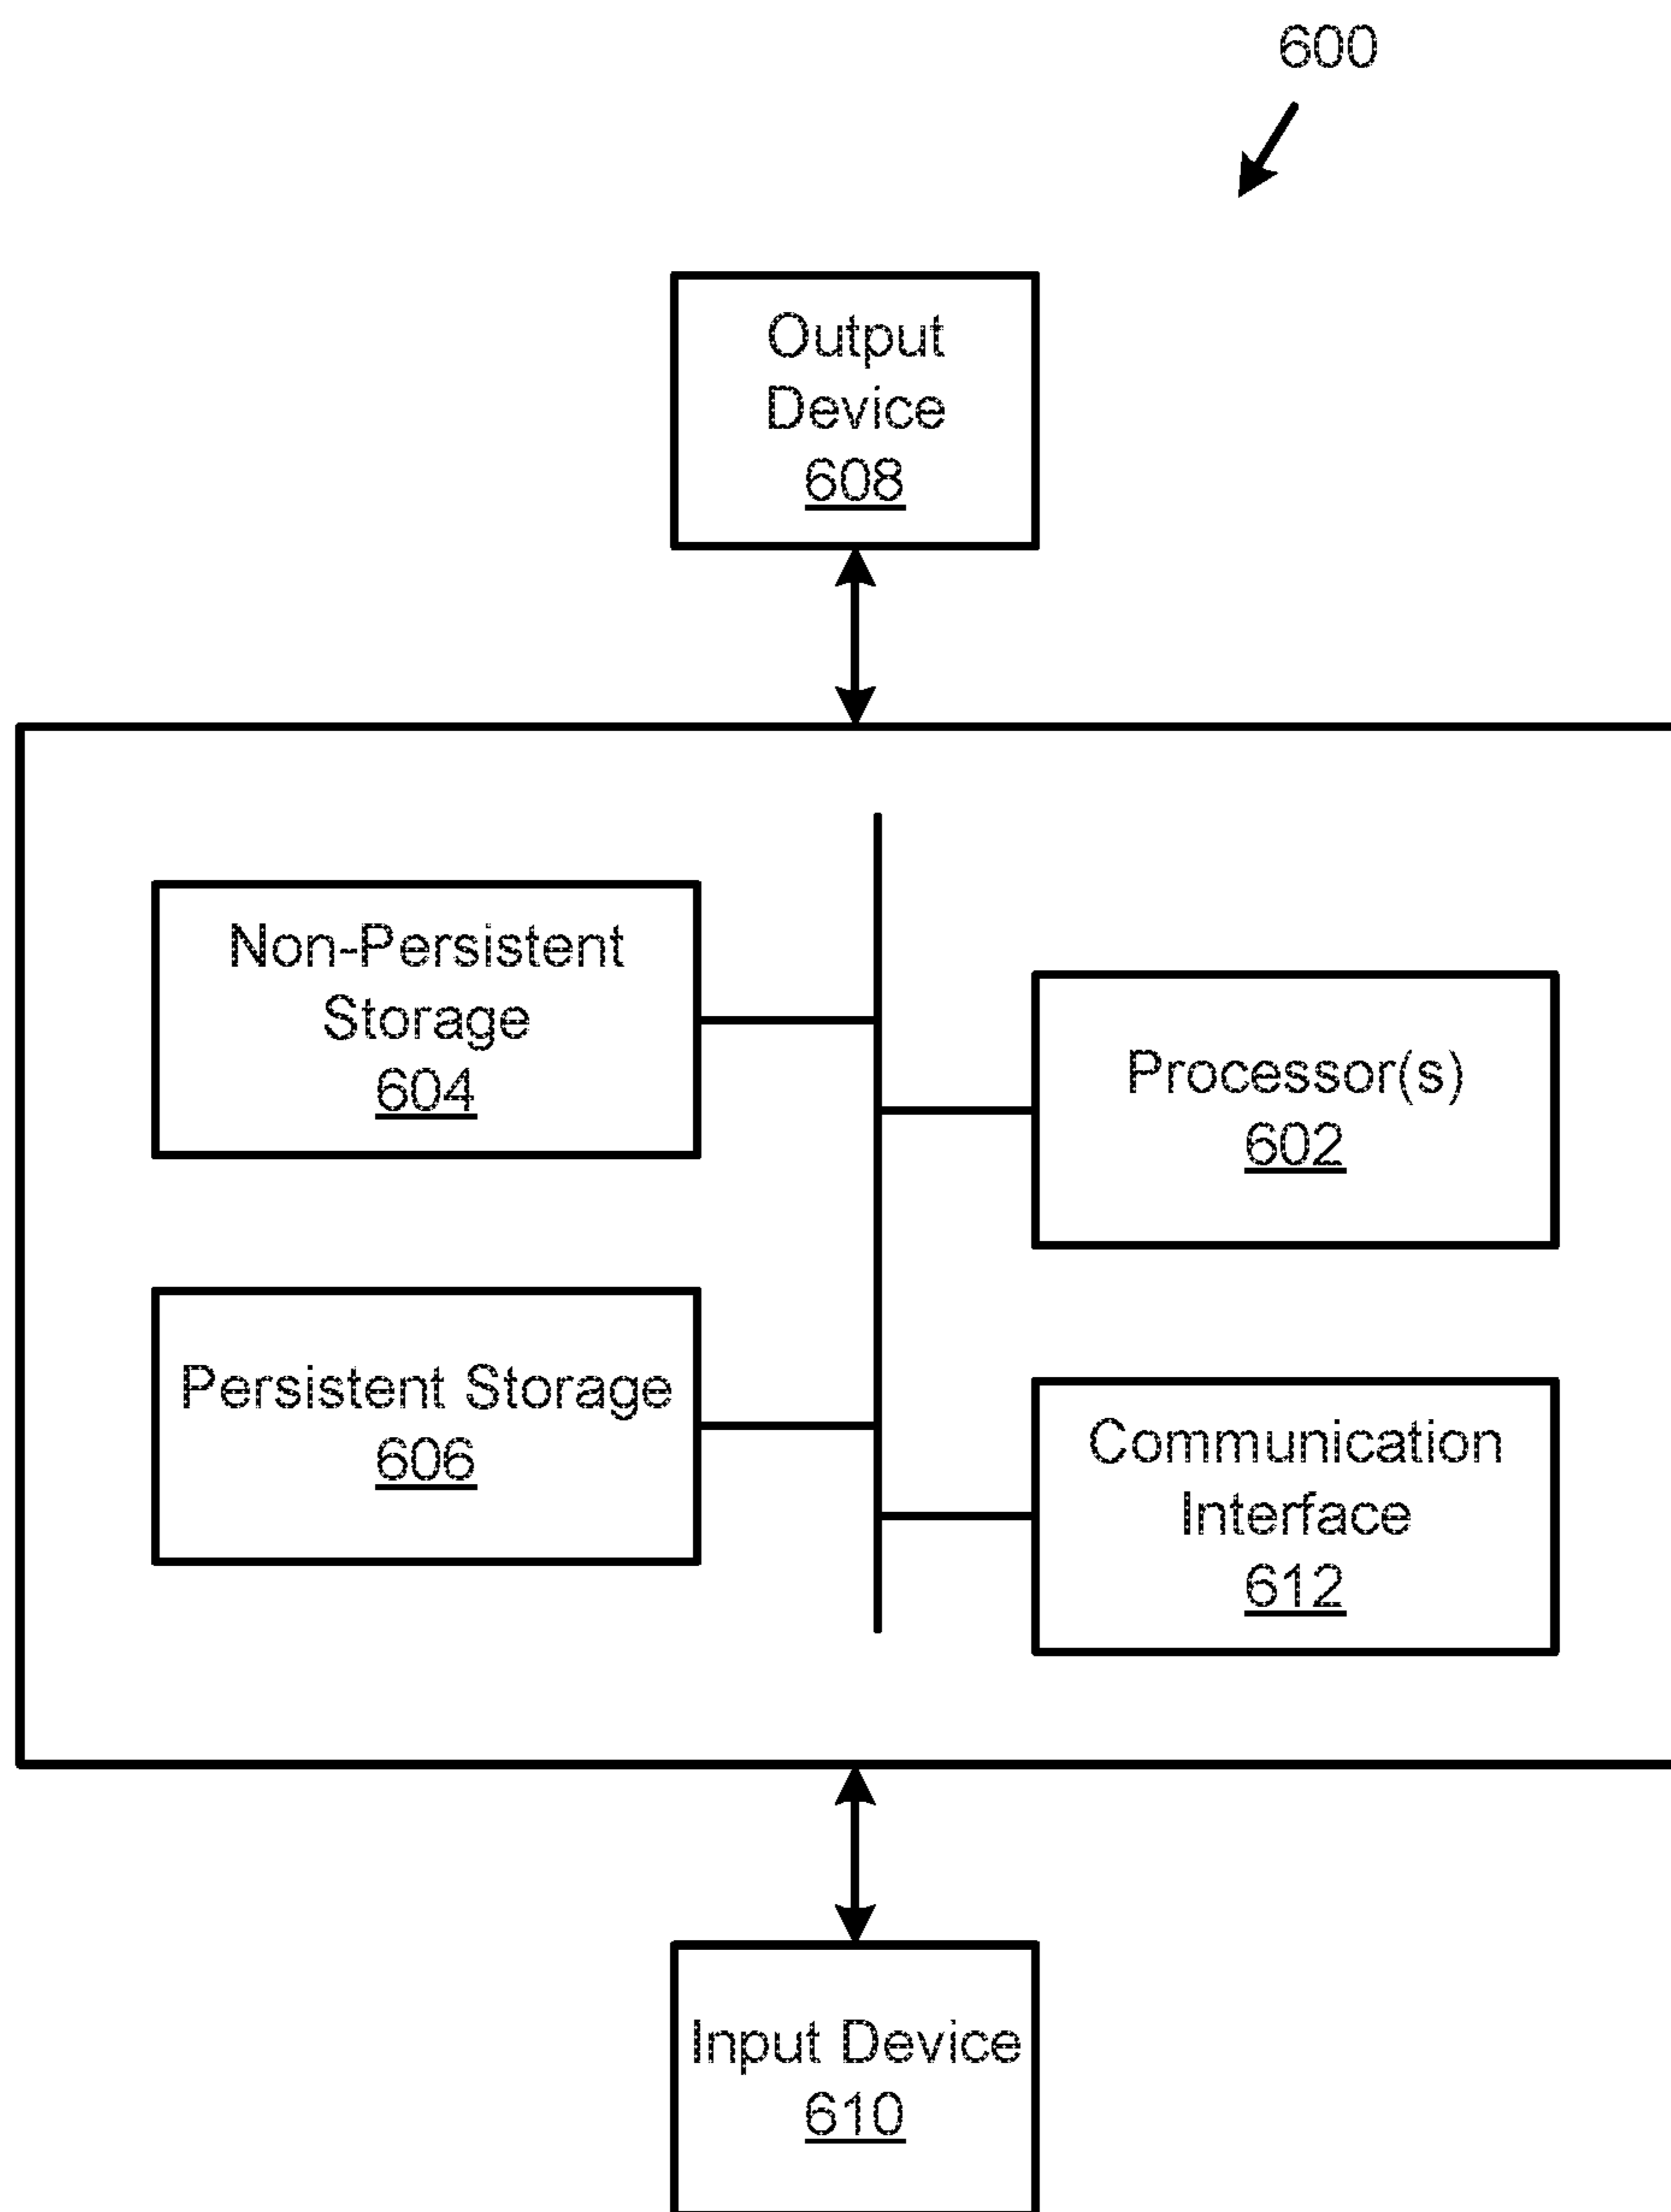 600
Output
Device
608
Non-Persistent
Storage
604
Processor(s)
602
Persistent Storage
606
Communication
Interface
612
Input Device
610